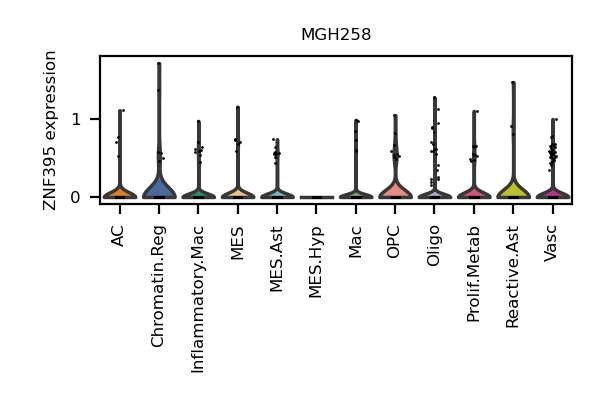 MGH258
ZNF395 expression
1
0
AC
Chromatin.Reg
Inflammatory.Mac
MES
MES.Ast
MES.Hyp
Mac
OPC
Oligo
Prolif.Metab
Reactive.Ast
Vasc